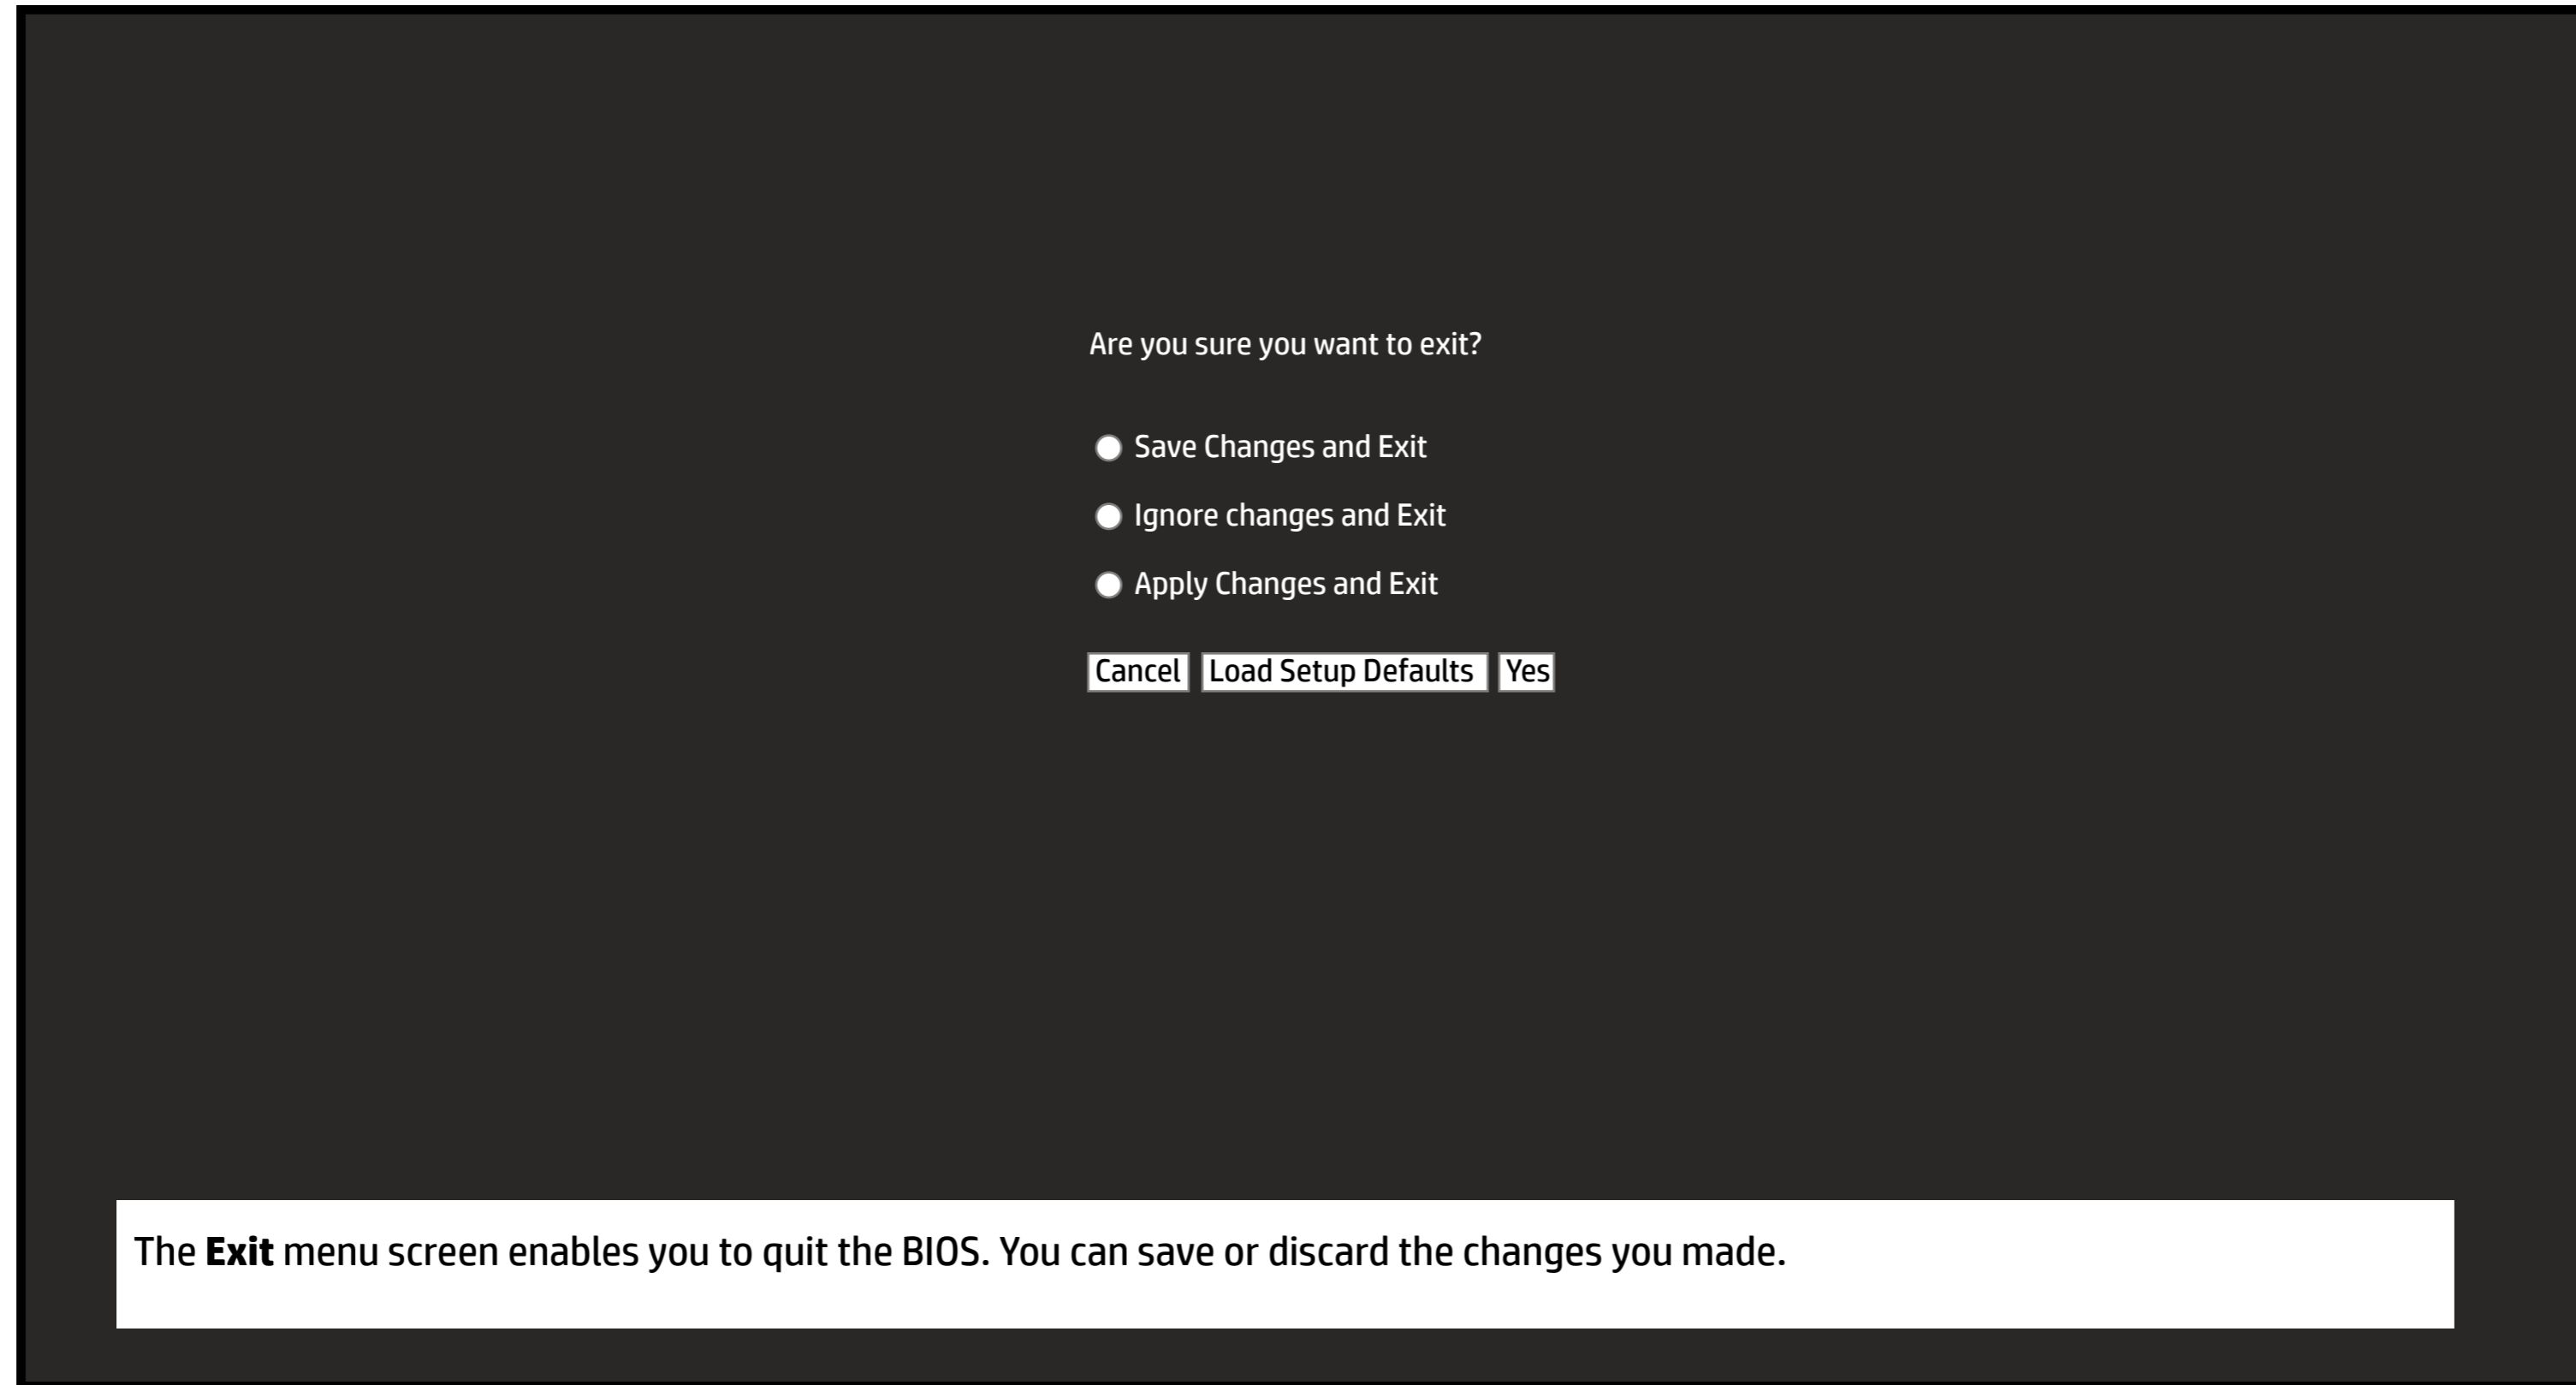 Are you sure you want to exit?
Save Changes and Exit
Ignore changes and Exit
Apply Changes and Exit
Cancel Load Setup Defaults Yes
The Exit menu screen enables you to quit the BIOS. You can save or discard the changes you made.